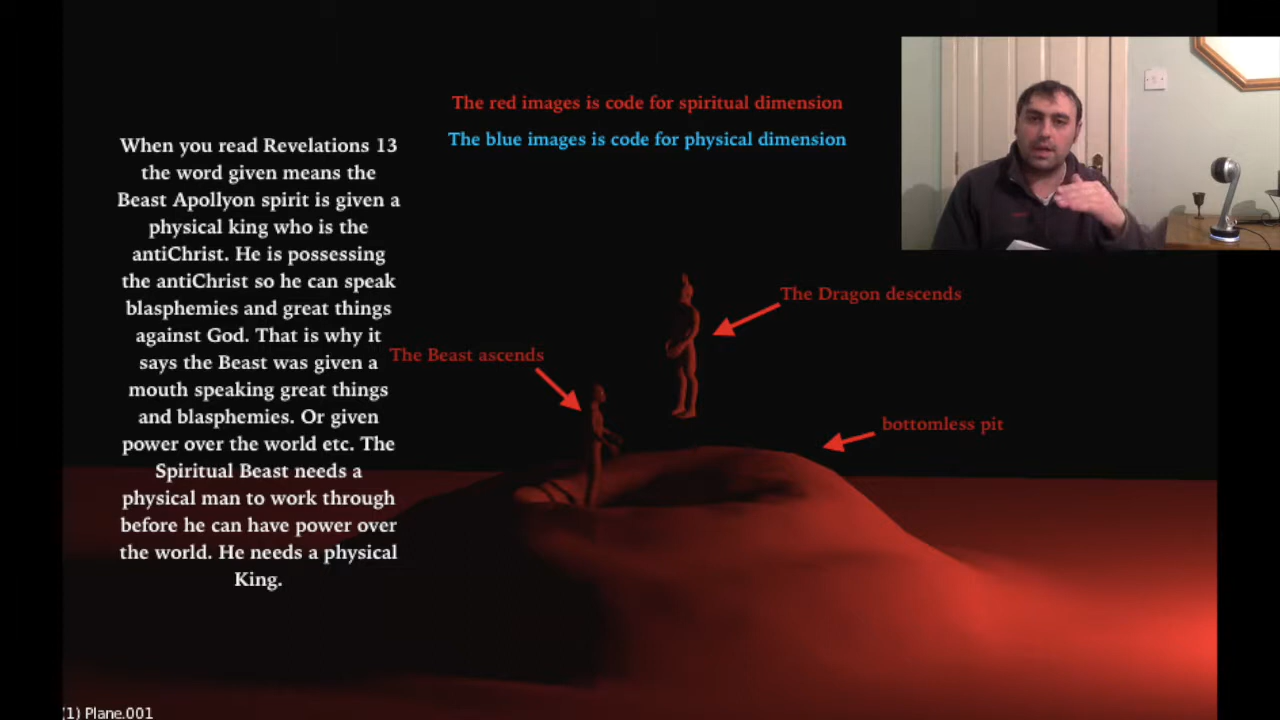 The red images is code for spiritual dimension
The blue images is code for physical dimension
When you read Revelations 13
the word given means the
Beast Apollyon spirit is given a
physical king who is the
antiChrist. He is possessing
the antiChrist so he can speak
blasphemies and great things
against God. That is why it
says the Beast was given a
mouth speaking great things
and blasphemies. Or given
power over the world etc. The
Spiritual Beast needs a
physical man to work through
before he can have power over
the world. He needs a physical
King.
The Dragon descends
The Beast ascends
bottomless pit
(1) Plane.001